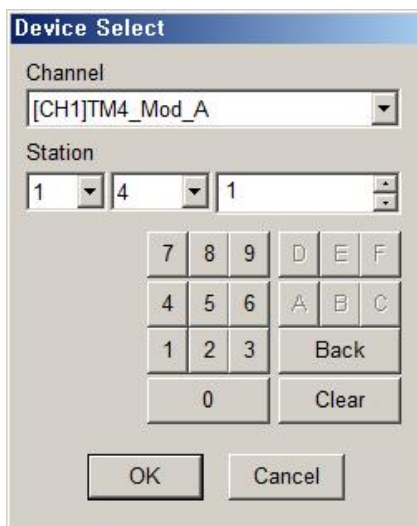 Device Select
Channel
[CH1]TM4_Mod_A
Station
1 4 1
7 8 9 D E F
4 5 6 A B C
1 2 3 Back
0 Clear
OK Cancel